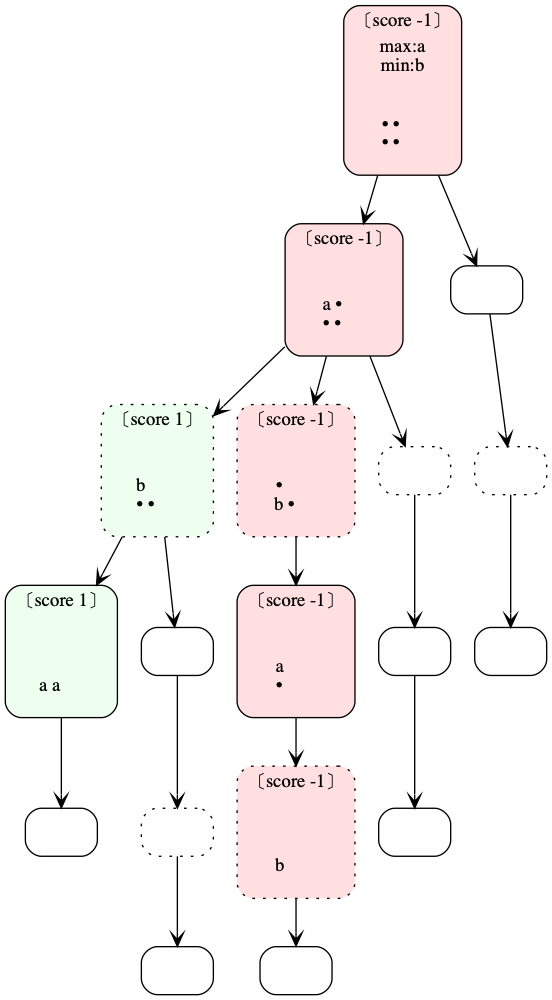 〔score -1〕
max:a
min:b
••
••
〔score -1〕
a •
••
〔score 1〕
b
••
〔score -1〕
•
b •
〔score 1〕
a a
〔score -1〕
a
•
〔score -1〕
b